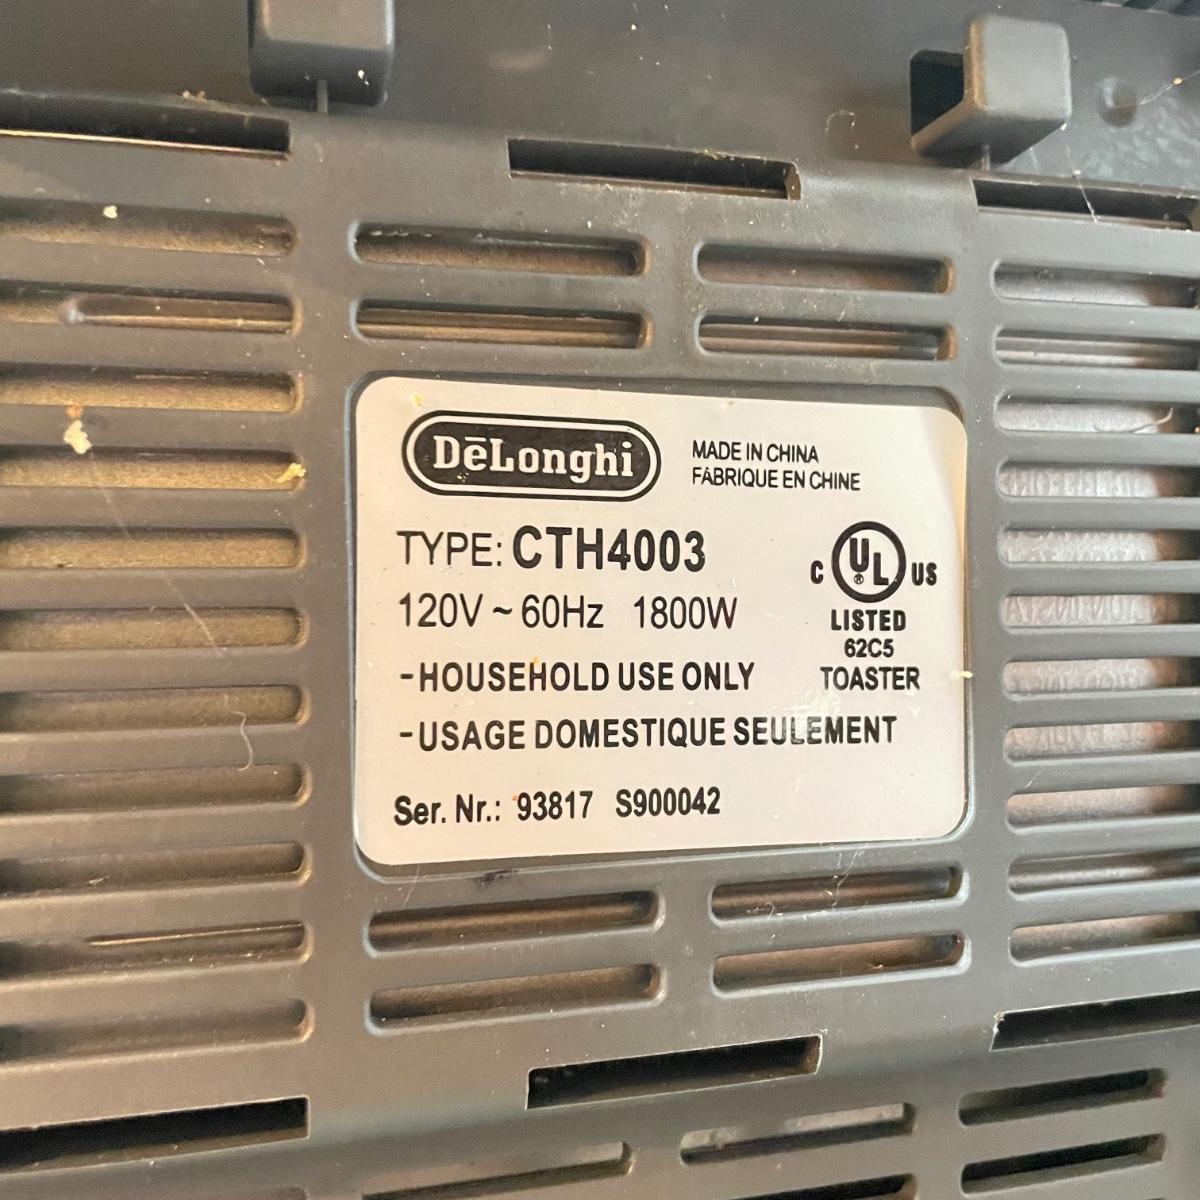 DēLonghi
MADE IN CHINA
FABRIQUE EN CHINE
TYPE: CTH4003
120V ~ 60Hz 1800W
C UL ® US
LISTED
62C5
TOASTER
-HOUSEHOLD USE ONLY
-USAGE DOMESTIQUE SEULEMENT
Ser. Nr.: 93817 S900042